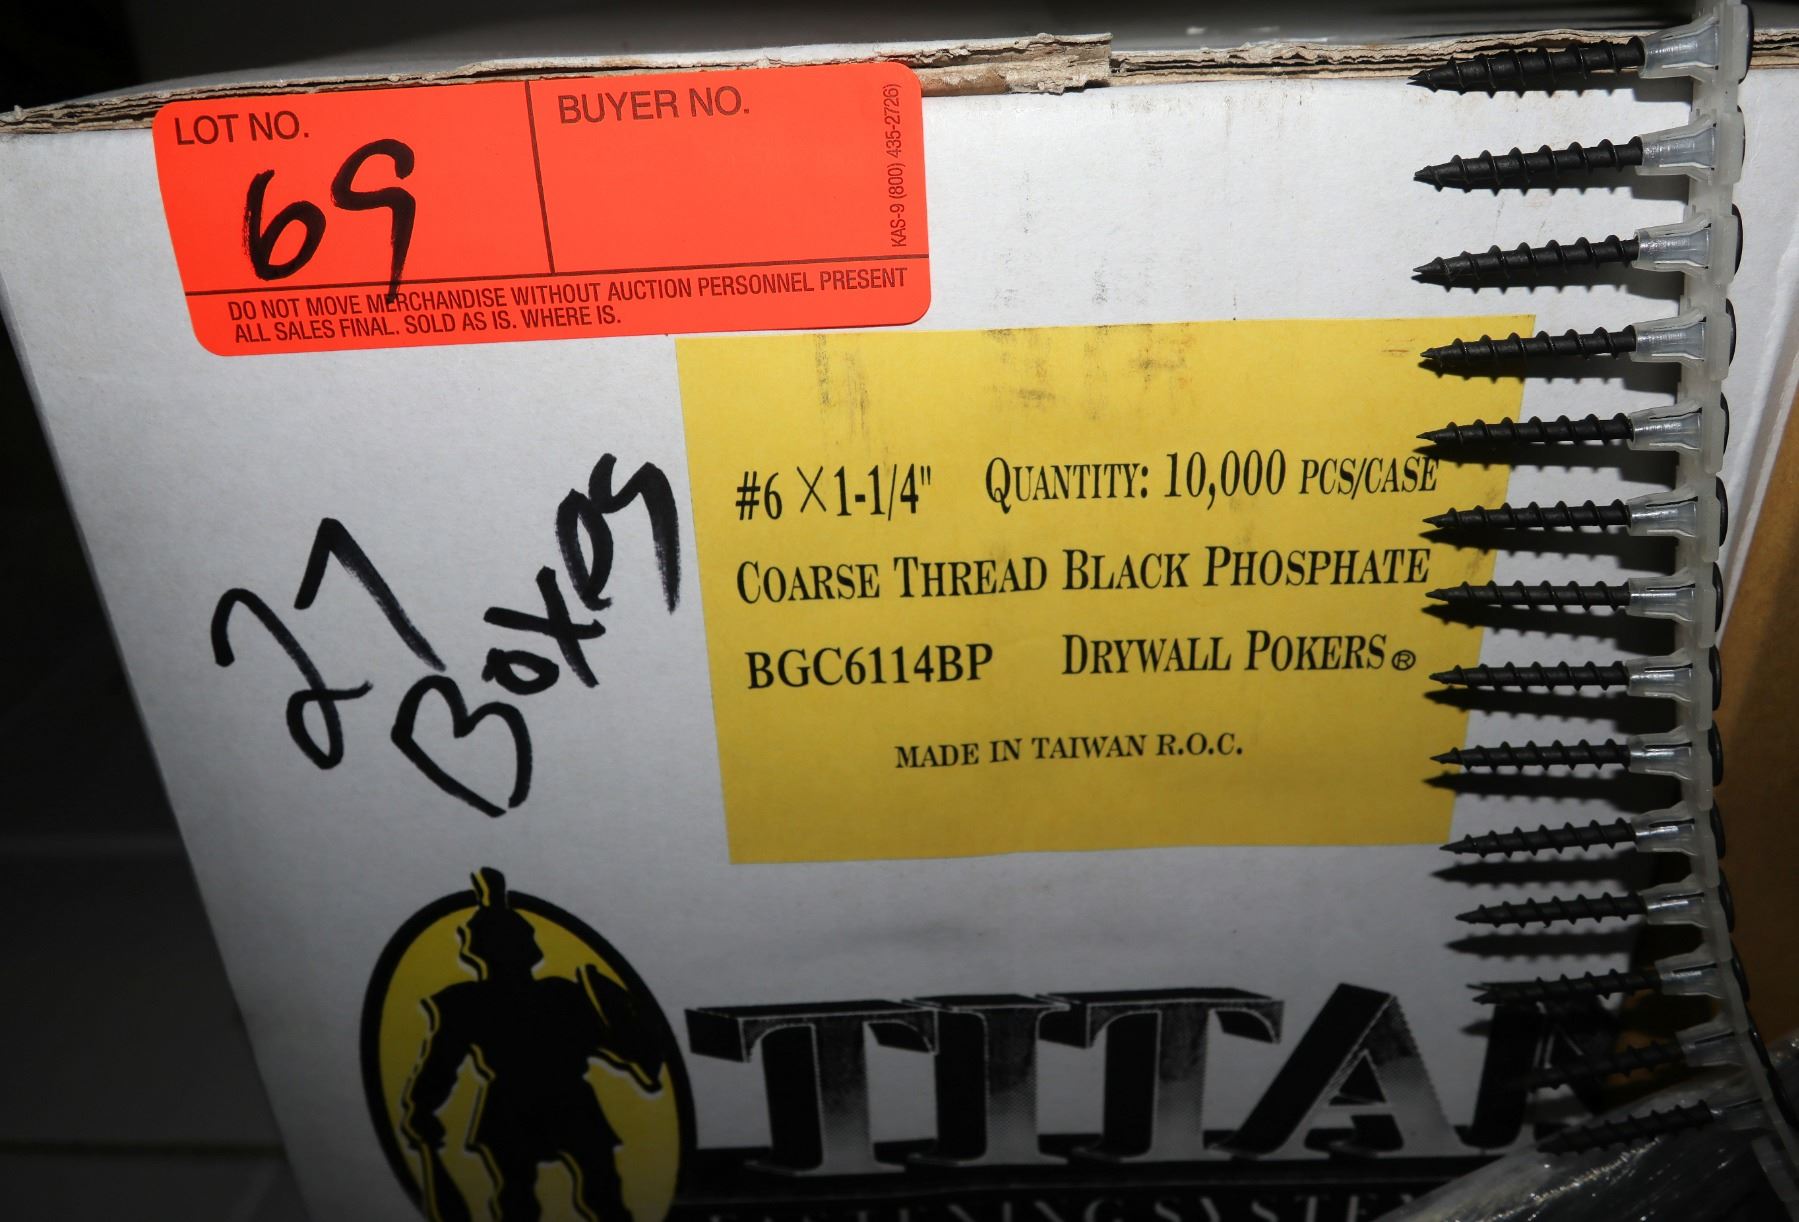 LOT NO.
69
BUYER NO.
KAS-9 (800) 435-2726)
DO NOT MOVE MERCHANDISE WITHOUT AUCTION PERSONNEL PRESENT
ALL SALES FINAL. SOLD AS IS. WHERE IS.
27
BOXES
#6 X 1-1/4" QUANTITY: 10,000 PCS/CASE
COARSE THREAD BLACK PHOSPHATE
BGC6114BP DRYWALL POKERS®
MADE IN TAIWAN R.O.C.
TITAN